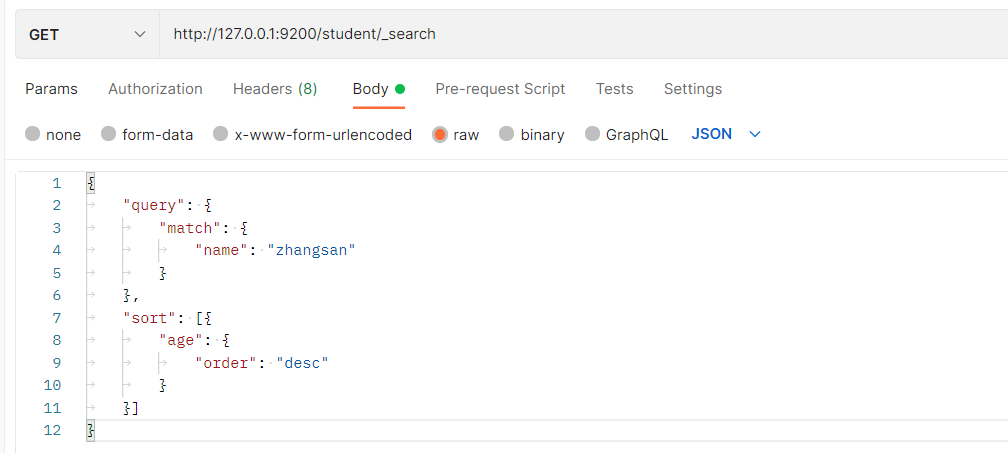 GET http://127.0.0.1:9200/student/_search
Params Authorization Headers (8) Body Pre-request Script Tests Settings
none form-data x-www-form-urlencoded raw binary GraphQL JSON
1 {
2 "query": {
3 "match": {
4 "name": "zhangsan"
5 }
6 },
7 "sort": [{
8 "age": {
9 "order": "desc"
10 }
11 }]
12 }